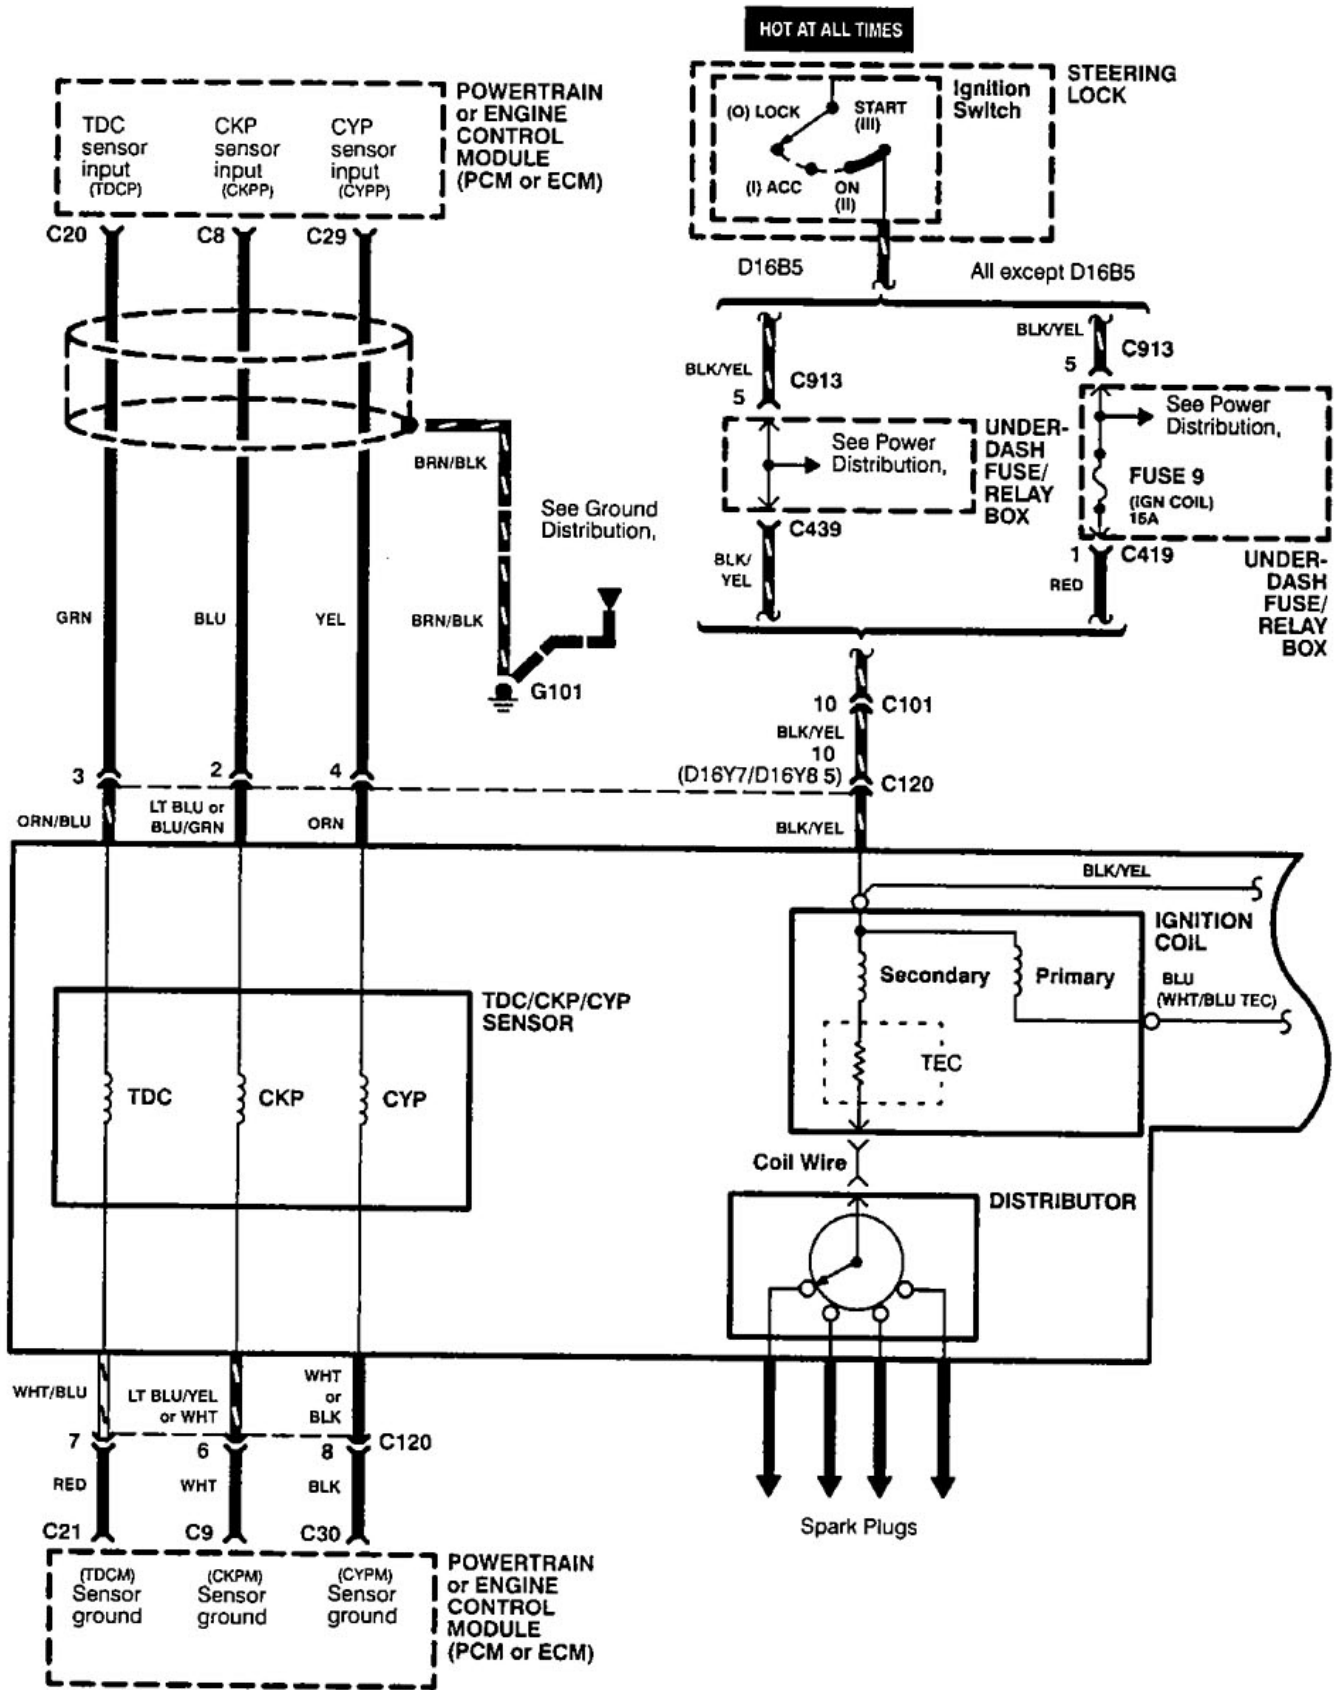 HOT AT ALL TIMES
STEERING
LOCK
Ignition
Switch
(O) LOCK
START
(III)
(I) ACC
ON
(II)
POWERTRAIN
or ENGINE
CONTROL
MODULE
(PCM or ECM)
TDC
sensor
input
(TDCP)
CKP
sensor
input
(CKPP)
CYP
sensor
input
(CYPP)
C20
C8
C29
D16B5
All except D16B5
BLK/YEL
5
C913
BLK/YEL
5
C913
See Power
Distribution,
UNDER-
DASH
FUSE/
RELAY
BOX
See Power
Distribution,
FUSE 9
(IGN COIL)
15A
C439
BLK/
YEL
1
C419
RED
UNDER-
DASH
FUSE/
RELAY
BOX
BRN/BLK
See Ground
Distribution,
GRN
BLU
YEL
BRN/BLK
G101
10
C101
BLK/YEL
10
(D16Y7/D16Y8 5)
C120
BLK/YEL
3
2
4
ORN/BLU
LT BLU or
BLU/GRN
ORN
BLK/YEL
IGNITION
COIL
Secondary
Primary
BLU
(WHT/BLU TEC)
TEC
TDC/CKP/CYP
SENSOR
TDC
CKP
CYP
Coil Wire
DISTRIBUTOR
Spark Plugs
WHT/BLU
LT BLU/YEL
or WHT
WHT
or
BLK
7
6
8
C120
RED
WHT
BLK
C21
C9
C30
(TDCM)
Sensor
ground
(CKPM)
Sensor
ground
(CYPM)
Sensor
ground
POWERTRAIN
or ENGINE
CONTROL
MODULE
(PCM or ECM)